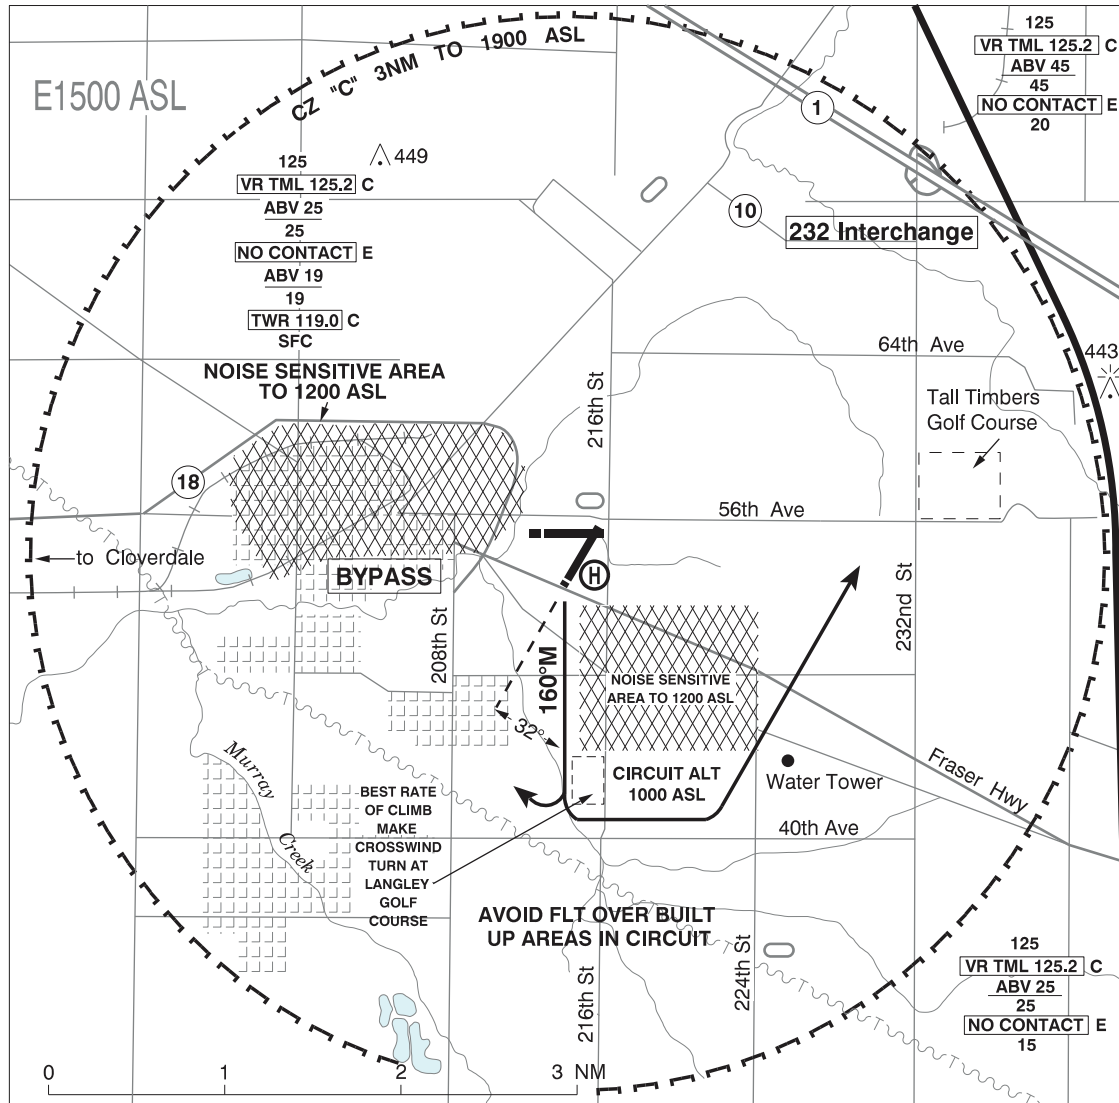 CZ "C" 3NM TO 1900 ASL
E1500 ASL
125
VR TML 125.2 C
ABV 45
45
NO CONTACT E
20
1
449
125
VR TML 125.2 C
ABV 25
25
NO CONTACT E
ABV 19
19
TWR 119.0 C
SFC
10
232 Interchange
64th Ave
443
NOISE SENSITIVE AREA
TO 1200 ASL
216th St
Tall Timbers
Golf Course
18
56th Ave
to Cloverdale
BYPASS
H
232nd St
208th St
160°M
NOISE SENSITIVE
AREA TO 1200 ASL
32°
T
Murray
Creek
CIRCUIT ALT
1000 ASL
Water Tower
Fraser Hwy
BEST RATE
OF CLIMB
MAKE
CROSSWIND
TURN AT
LANGLEY
GOLF
COURSE
40th Ave
AVOID FLT OVER BUILT
UP AREAS IN CIRCUIT
216th St
224th St
125
VR TML 125.2 C
ABV 25
25
NO CONTACT E
15
0 1 2 3 NM